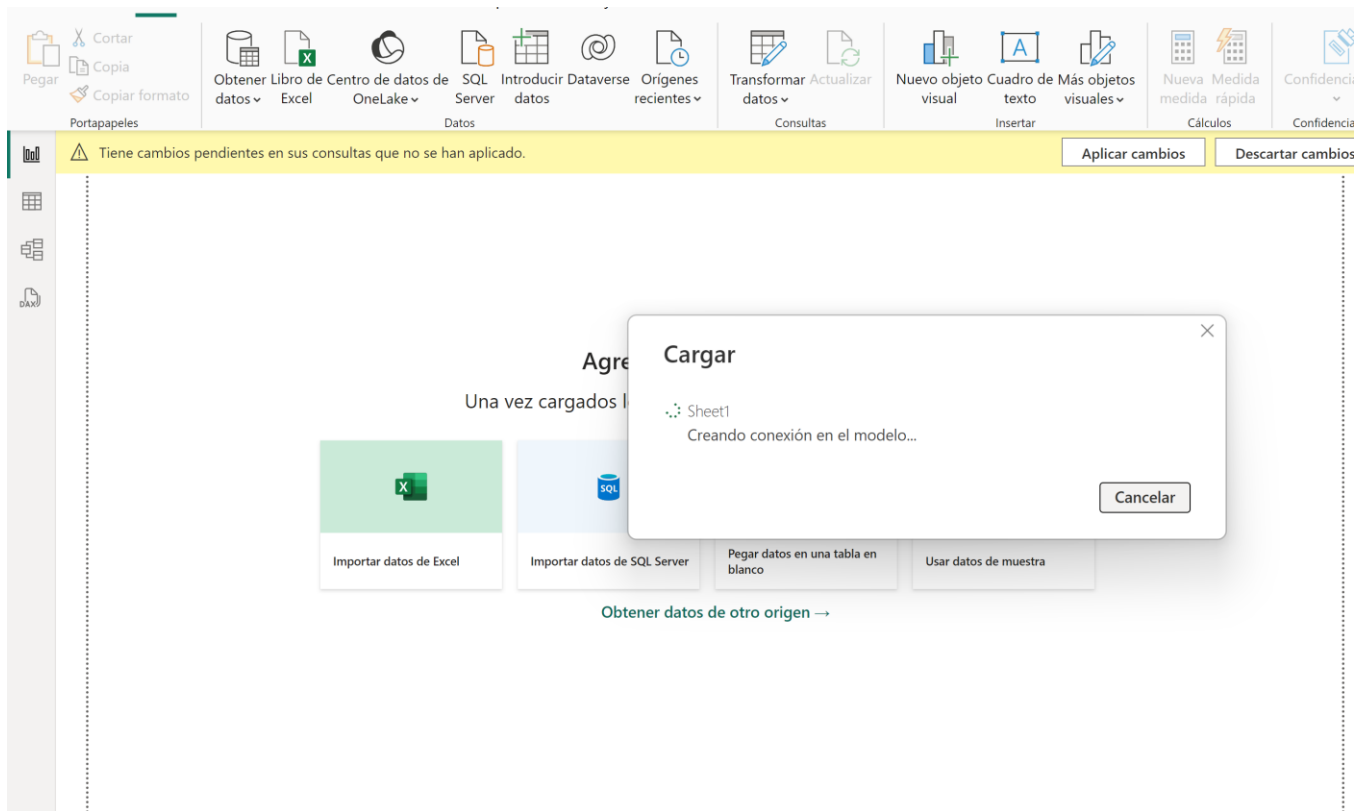 Pegar
Cortar
Copia
Copiar formato
Portapapeles
Obtener datos
Libro de Excel
Centro de datos de OneLake
SQL Server
Introducir datos
Dataverse
Orígenes recientes
Datos
Transformar datos
Actualizar
Consultas
Nuevo objeto visual
A
Cuadro de texto
Más objetos visuales
Insertar
Nueva medida
Medida rápida
Cálculos
Confidencia
Confidencia
Tiene cambios pendientes en sus consultas que no se han aplicado.
Aplicar cambios
Descartar cambios
DAX
Agre
Una vez cargados l
Cargar
Sheet1
Creando conexión en el modelo...
Cancelar
X
SQL
Importar datos de Excel
Importar datos de SQL Server
Pegar datos en una tabla en
blanco
Usar datos de muestra
Obtener datos de otro origen →